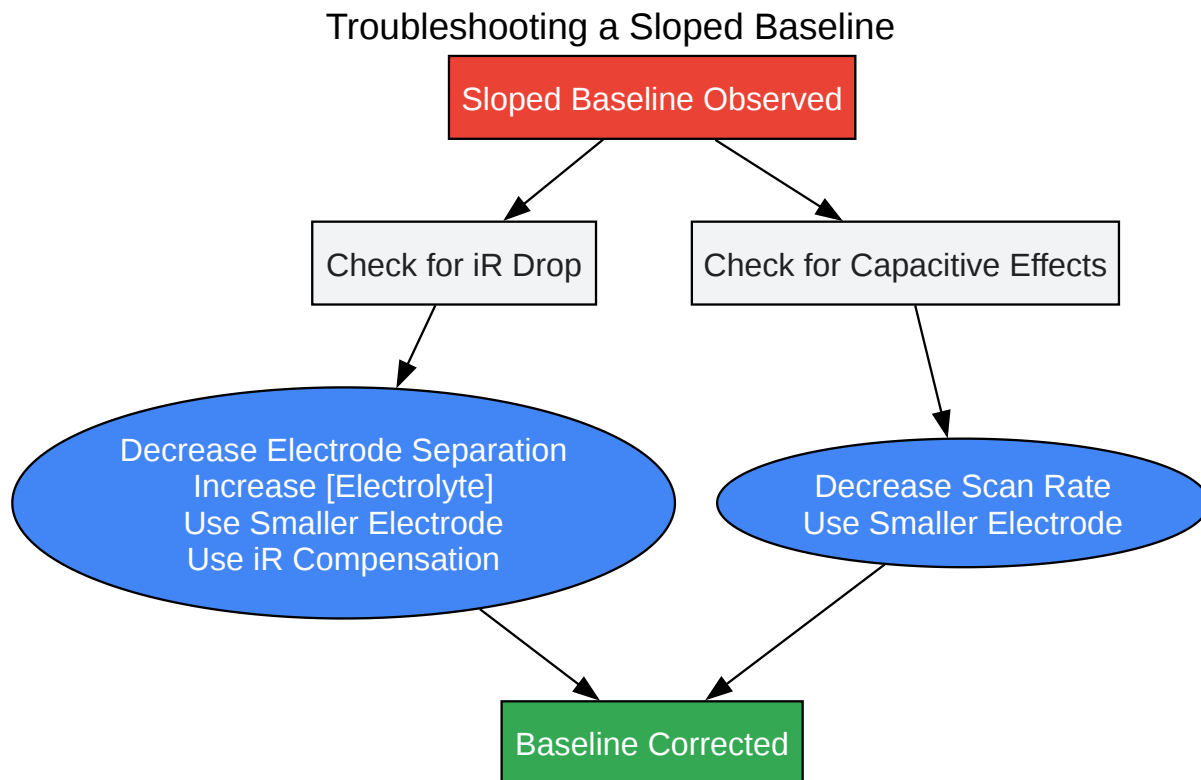 Troubleshooting a Sloped Baseline
Sloped Baseline Observed
Check for iR Drop
Check for Capacitive Effects
Decrease Electrode Separation
Increase [Electrolyte]
Use Smaller Electrode
Use iR Compensation
Decrease Scan Rate
Use Smaller Electrode
Baseline Corrected